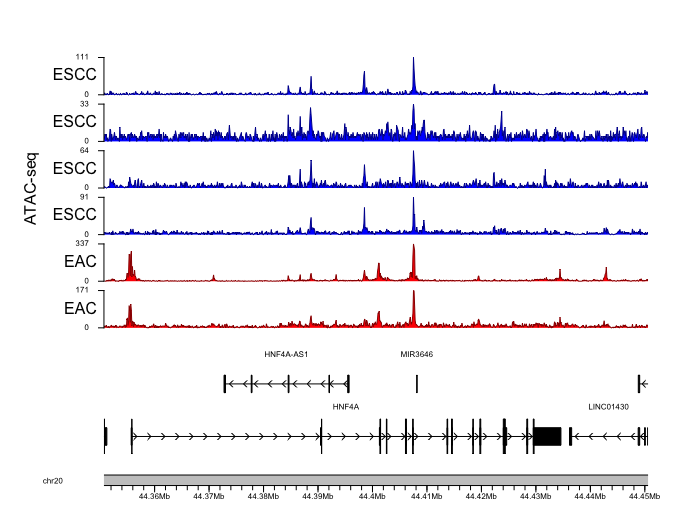 ATAC-seq
111
ESCC
0
33
ESCC
0
64
ESCC
0
91
ESCC
0
337
EAC
0
171
EAC
0
HNF4A-AS1 MIR3646
HNF4A LINC01430
chr20
44.36Mb 44.37Mb 44.38Mb 44.39Mb 44.4Mb 44.41Mb 44.42Mb 44.43Mb 44.44Mb 44.45Mb